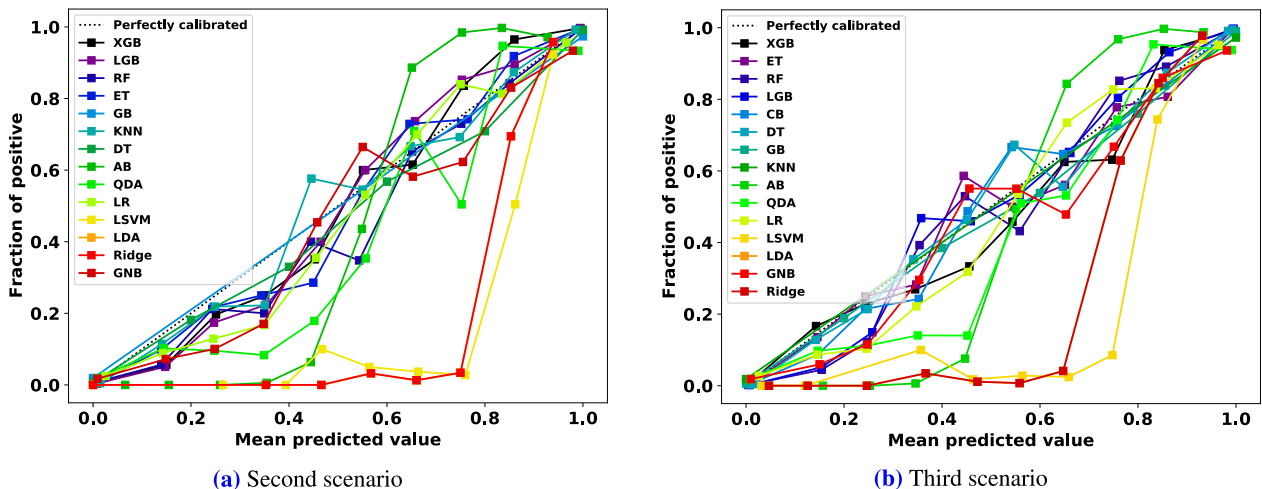 1.0
0.8
0.6
0.4
0.2
0.0
Fraction of positive
Perfectly calibrated
XGB
LGB
RF
ET
GB
KNN
DT
AB
QDA
LR
LSVM
LDA
Ridge
GNB
0.0 0.2 0.4 0.6 0.8 1.0
Mean predicted value
(a) Second scenario
1.0
0.8
0.6
0.4
0.2
0.0
Fraction of positive
Perfectly calibrated
XGB
ET
RF
LGB
CB
DT
GB
KNN
AB
QDA
LR
LSVM
LDA
GNB
Ridge
0.0 0.2 0.4 0.6 0.8 1.0
Mean predicted value
(b) Third scenario